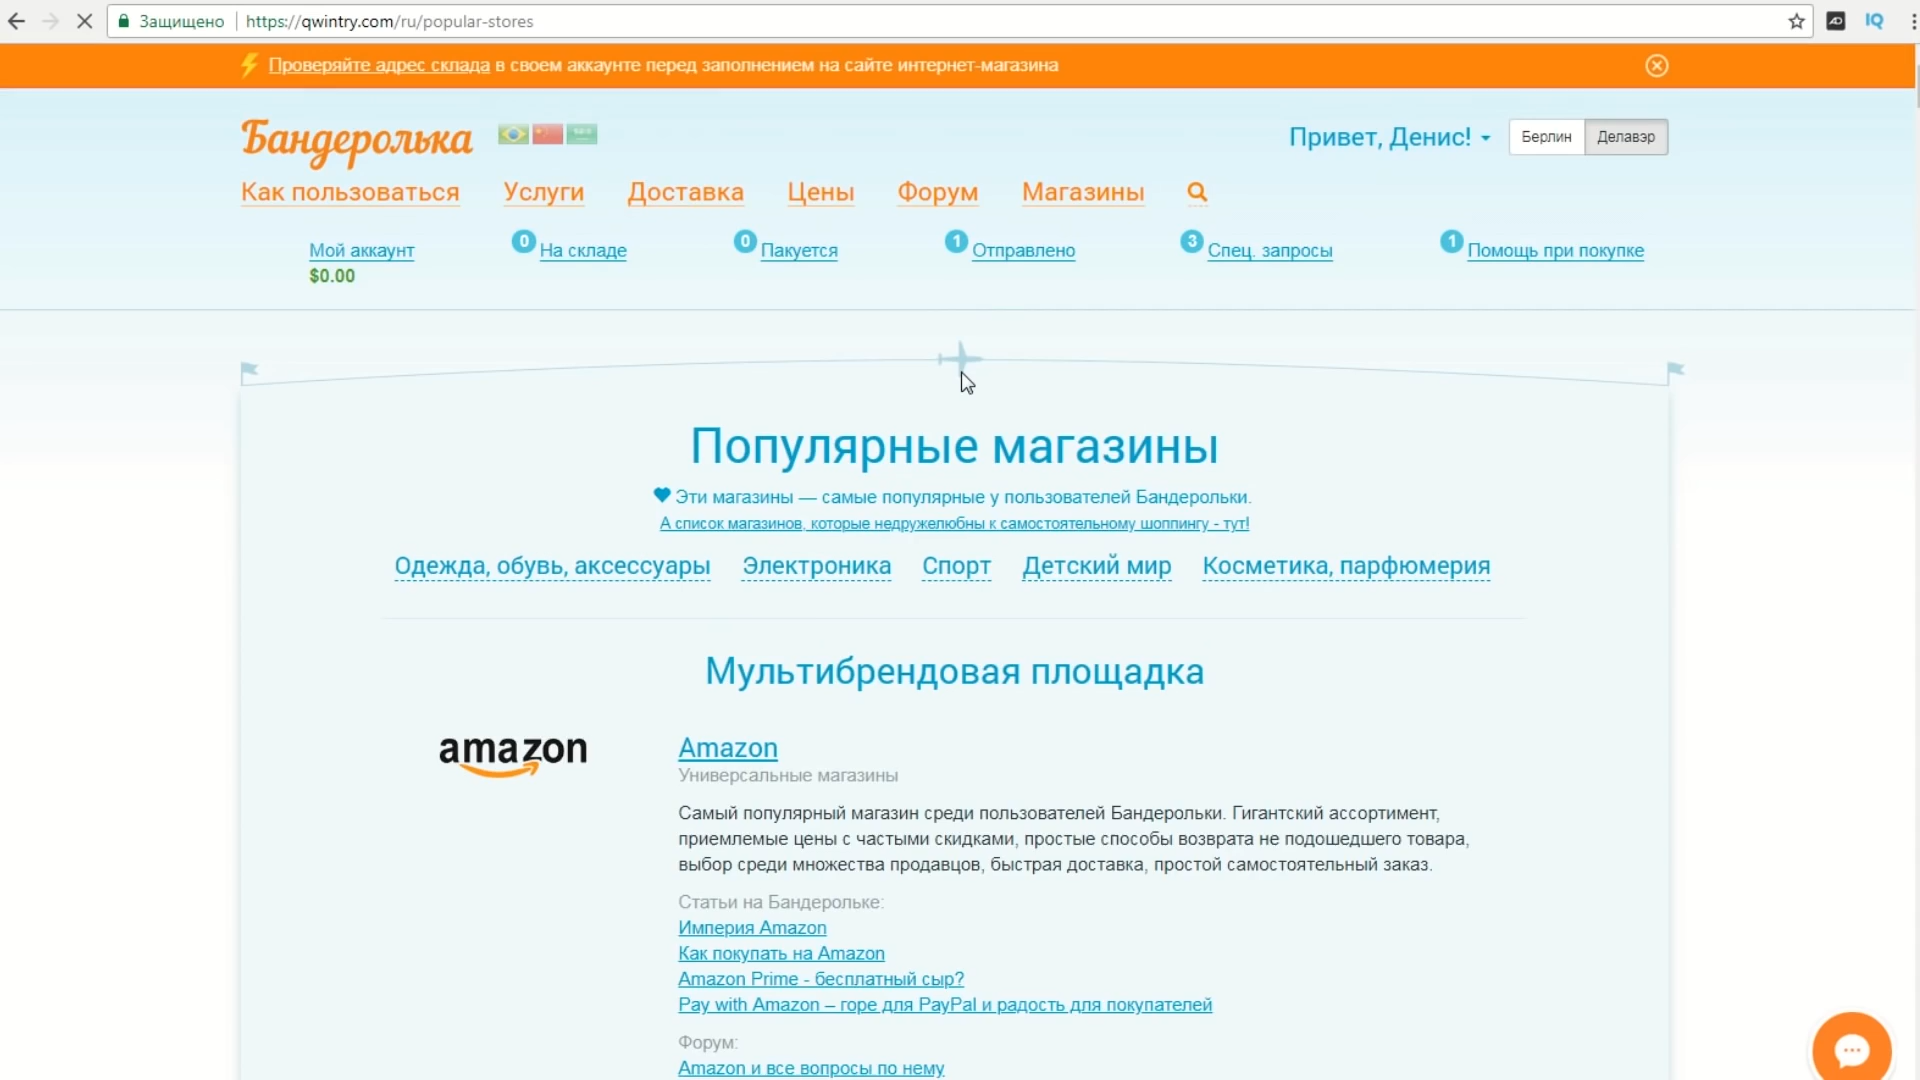 Защищено https://qwintry.com/ru/popular-stores
IQ
Проверяйте адрес склада в своем аккаунте перед заполнением на сайте интернет-магазина
Бандеролька
Привет, Денис!
Берлин Делавэр
Как пользоваться Услуги Доставка Цены Форум Магазины
Мой аккаунт 0 На складе 0 Пакуется 1 Отправлено 3 Спец. запросы 1 Помощь при покупке
$0.00
Популярные магазины
Эти магазины — самые популярные у пользователей Бандерольки.
А список магазинов, которые недружелюбны к самостоятельному шоппингу - тут!
Одежда, обувь, аксессуары Электроника Спорт Детский мир Косметика, парфюмерия
Мультибрендовая площадка
amazon
Amazon
Универсальные магазины
Самый популярный магазин среди пользователей Бандерольки. Гигантский ассортимент,
приемлемые цены с частыми скидками, простые способы возврата не подошедшего товара,
выбор среди множества продавцов, быстрая доставка, простой самостоятельный заказ.
Статьи на Бандерольке:
Империя Amazon
Как покупать на Amazon
Amazon Prime - бесплатный сыр?
Pay with Amazon – горе для PayPal и радость для покупателей
Форум:
Amazon и все вопросы по нему